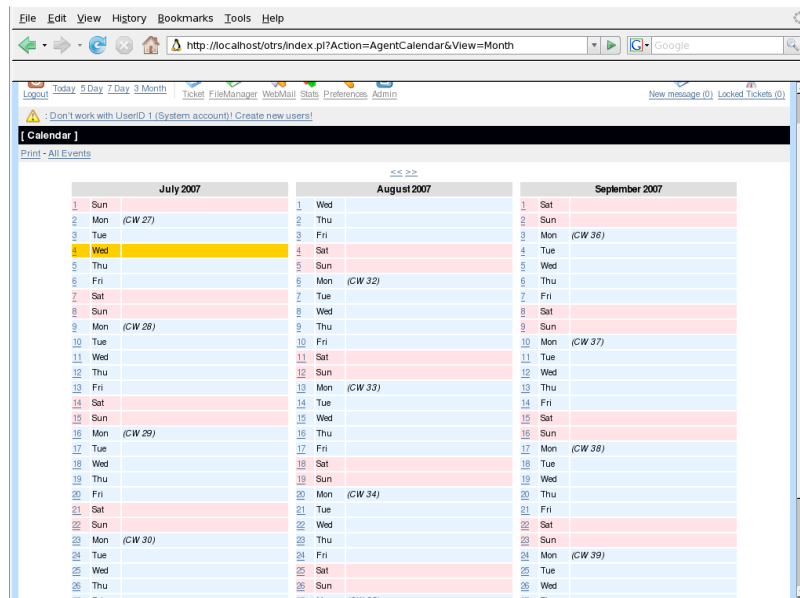 File Edit View History Bookmarks Tools Help
http://localhost/otrs/index.pl?Action=AgentCalendar&View=Month
G Google
Logout Today 5 Day 7 Day 3 Month Ticket FileManager WebMail Stats Preferences Admin New message (0) Locked Tickets (0)
: Don't work with UserID 1 (System account)! Create new users!
[ Calendar ]
Print - All Events
<< >>
July 2007 August 2007 September 2007
1 Sun 1 Wed 1 Sat
2 Mon (CW 27) 2 Thu 2 Sun
3 Tue 3 Fri 3 Mon (CW 36)
4 Wed 4 Sat 4 Tue
5 Thu 5 Sun 5 Wed
6 Fri 6 Mon (CW 32) 6 Thu
7 Sat 7 Tue 7 Fri
8 Sun 8 Wed 8 Sat
9 Mon (CW 28) 9 Thu 9 Sun
10 Tue 10 Fri 10 Mon (CW 37)
11 Wed 11 Sat 11 Tue
12 Thu 12 Sun 12 Wed
13 Fri 13 Mon (CW 33) 13 Thu
14 Sat 14 Tue 14 Fri
15 Sun 15 Wed 15 Sat
16 Mon (CW 29) 16 Thu 16 Sun
17 Tue 17 Fri 17 Mon (CW 38)
18 Wed 18 Sat 18 Tue
19 Thu 19 Sun 19 Wed
20 Fri 20 Mon (CW 34) 20 Thu
21 Sat 21 Tue 21 Fri
22 Sun 22 Wed 22 Sat
23 Mon (CW 30) 23 Thu 23 Sun
24 Tue 24 Fri 24 Mon (CW 39)
25 Wed 25 Sat 25 Tue
26 Thu 26 Sun 26 Wed